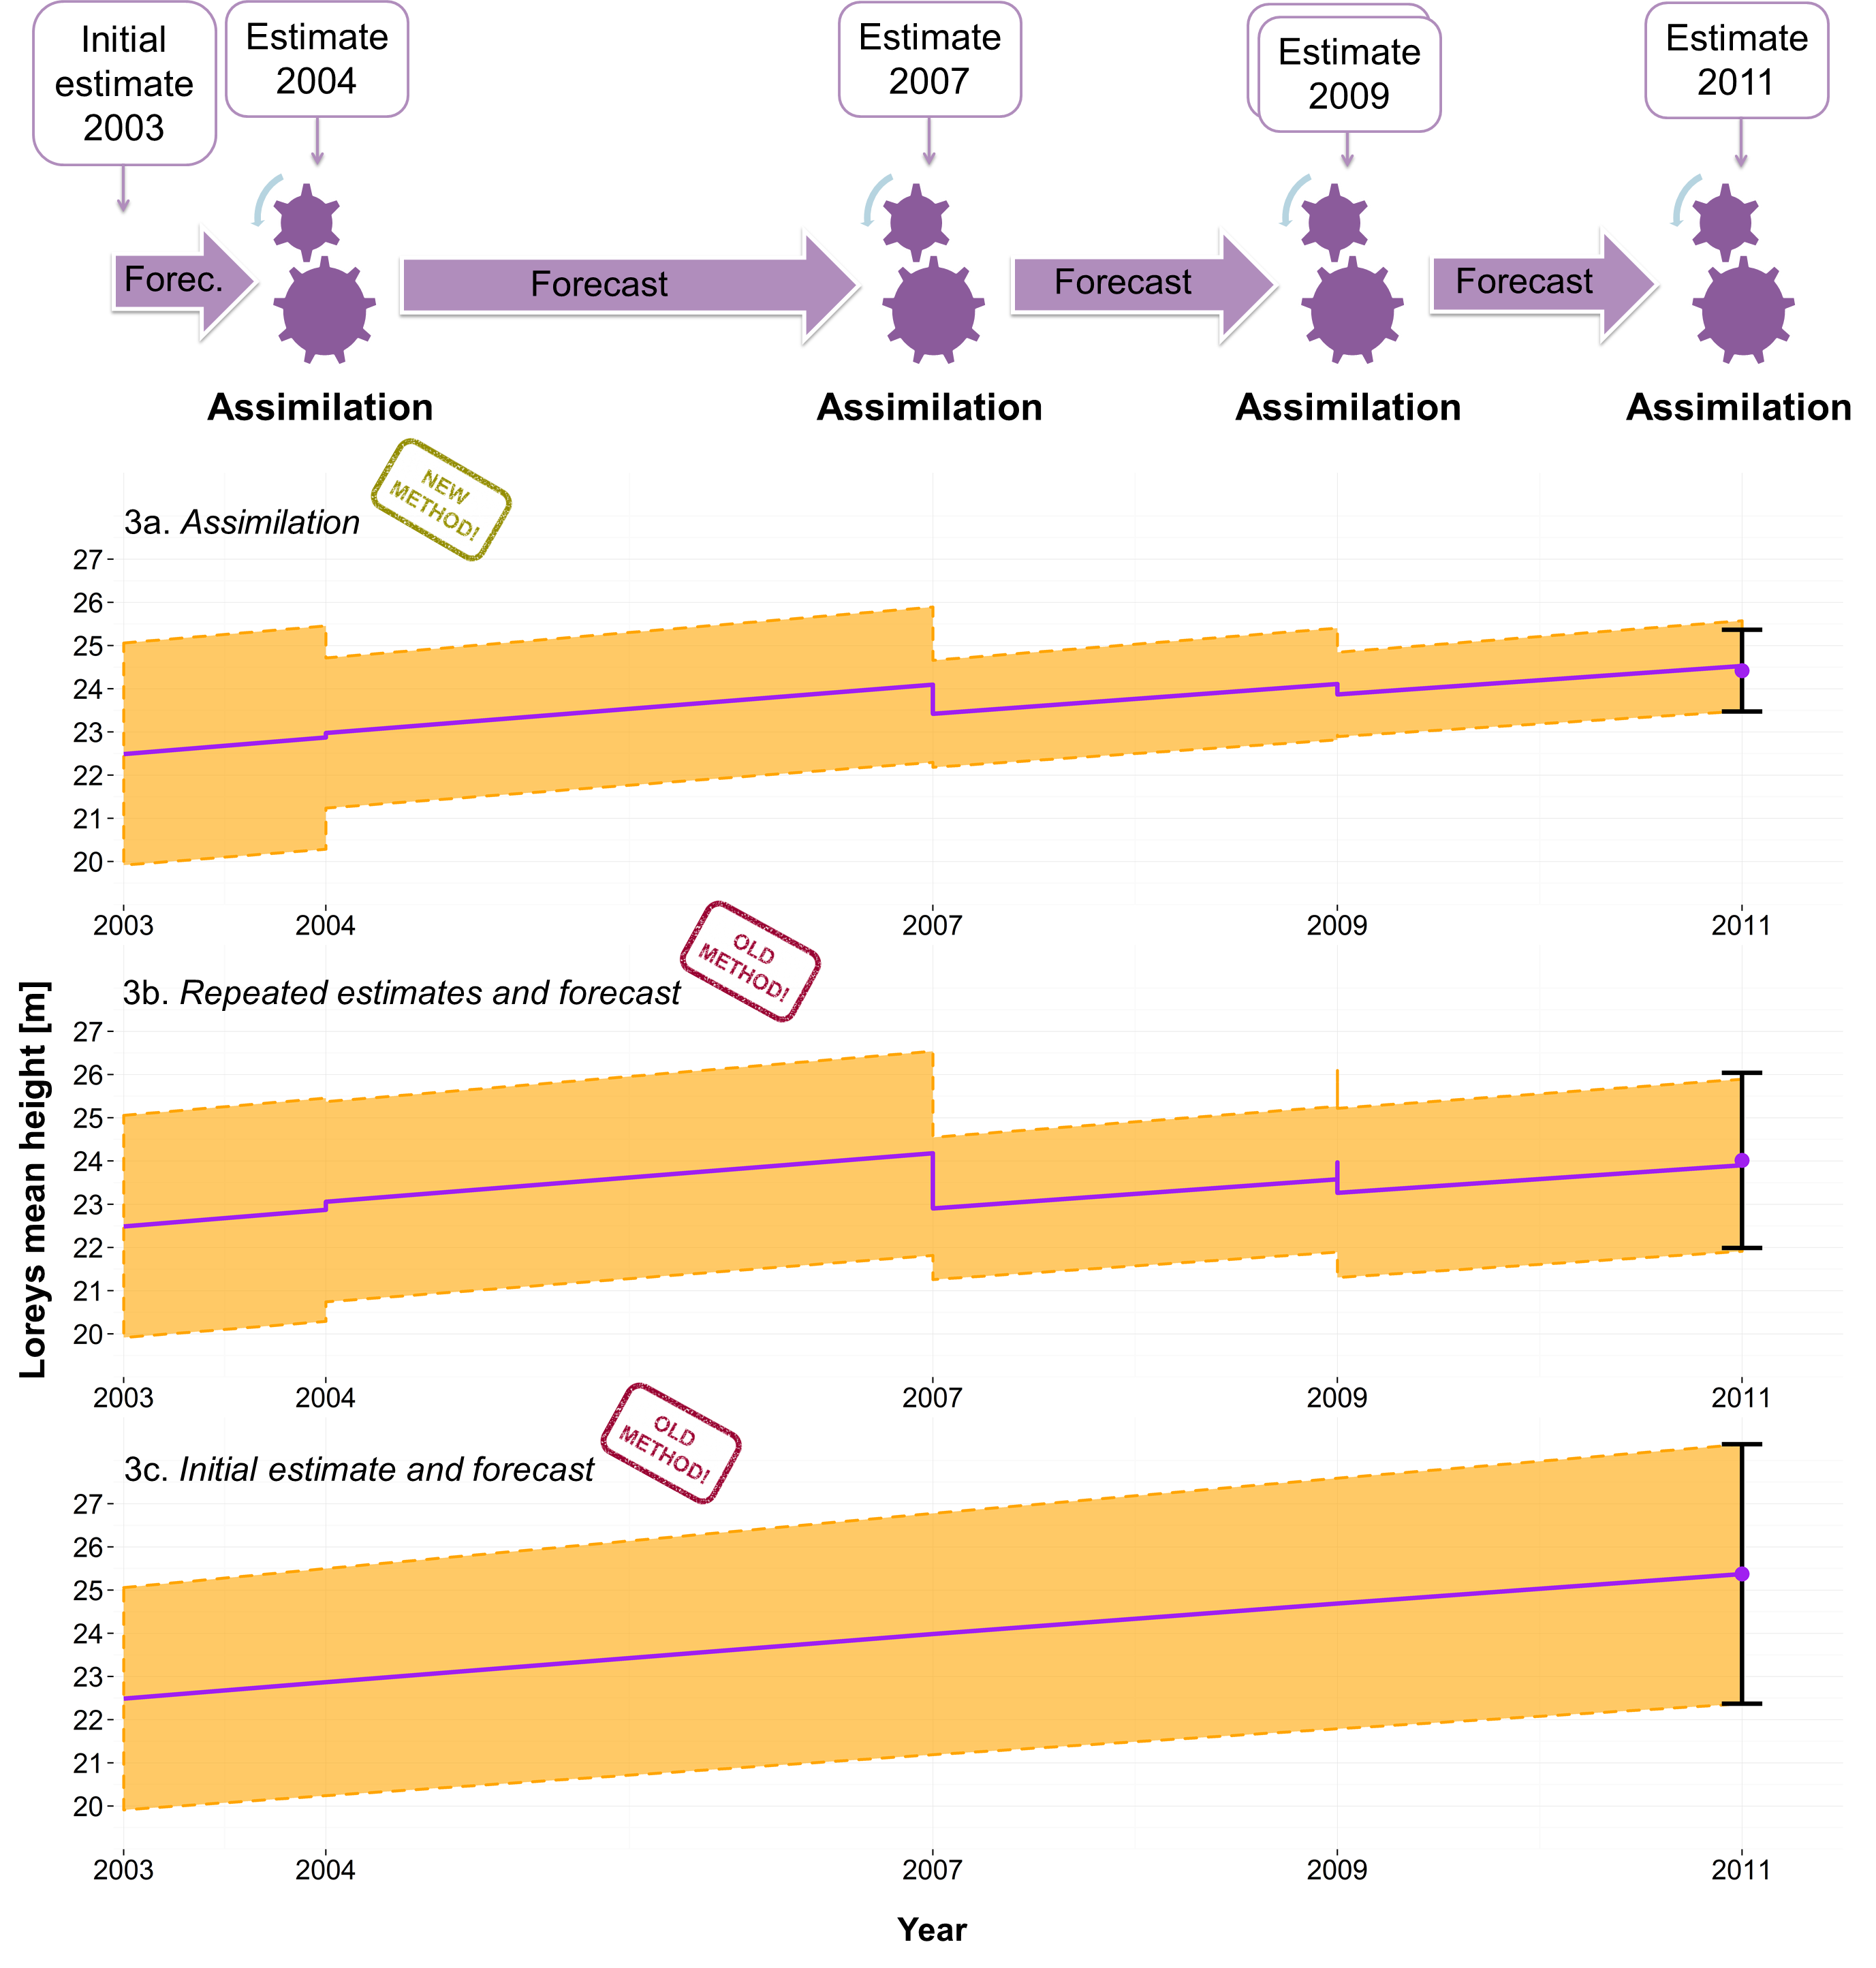 Initial
estimate
2003
Estimate
2004
Estimate
2007
Estimate
2009
Estimate
2011
Forec.
Forecast
Forecast
Forecast
Assimilation
Assimilation
Assimilation
Assimilation
NEW
METHOD!
3a. Assimilation
27
26
25
24
23
22
21
20
2003
2004
2007
2009
2011
OLD
METHOD!
3b. Repeated estimates and forecast
Loreys mean height [m]
27
26
25
24
23
22
21
20
2003
2004
2007
2009
2011
OLD
METHOD!
3c. Initial estimate and forecast
27
26
25
24
23
22
21
20
2003
2004
2007
2009
2011
Year